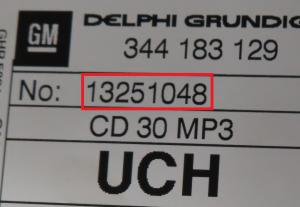 GM
DELPHI GRUNDIG
344 183 129
No: 13251048
CD 30 MP3
UCH